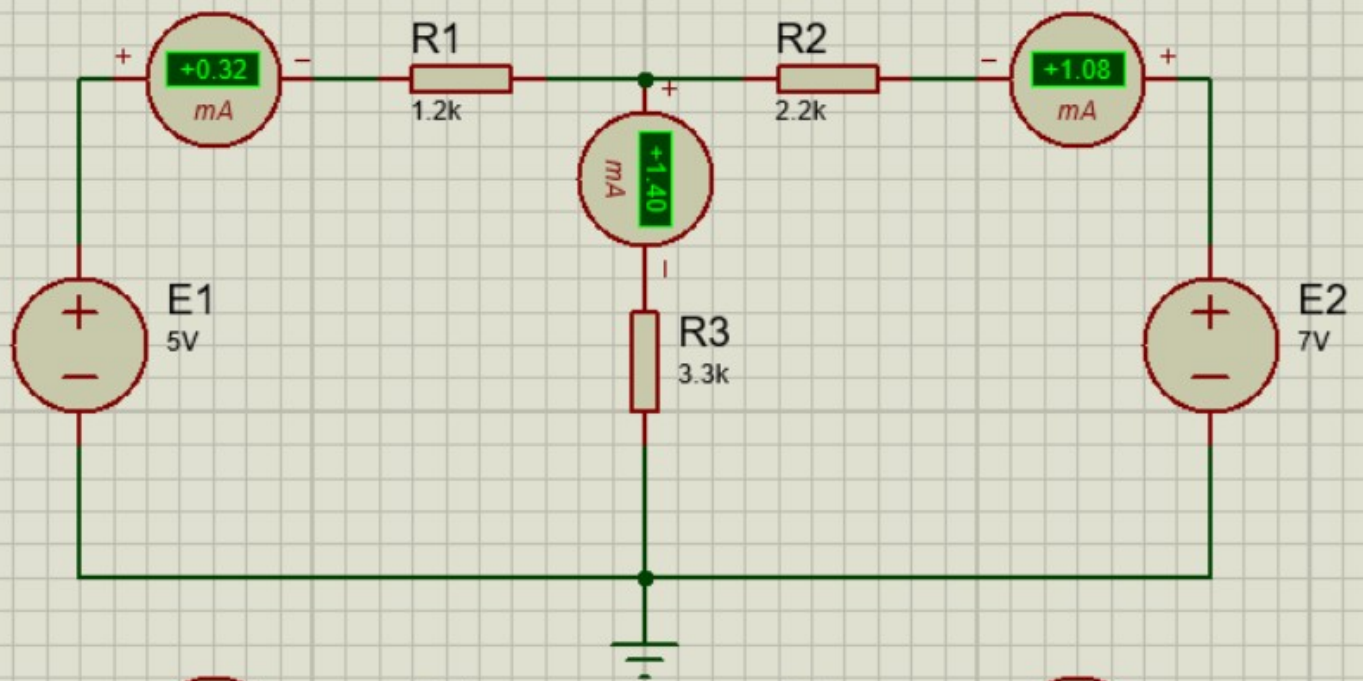 + +0.32 −
mA
R1
1.2k
R2
2.2k
− +1.08 +
mA
+
+1.40
mA
−
+
−
E1
5V
R3
3.3k
+
−
E2
7V